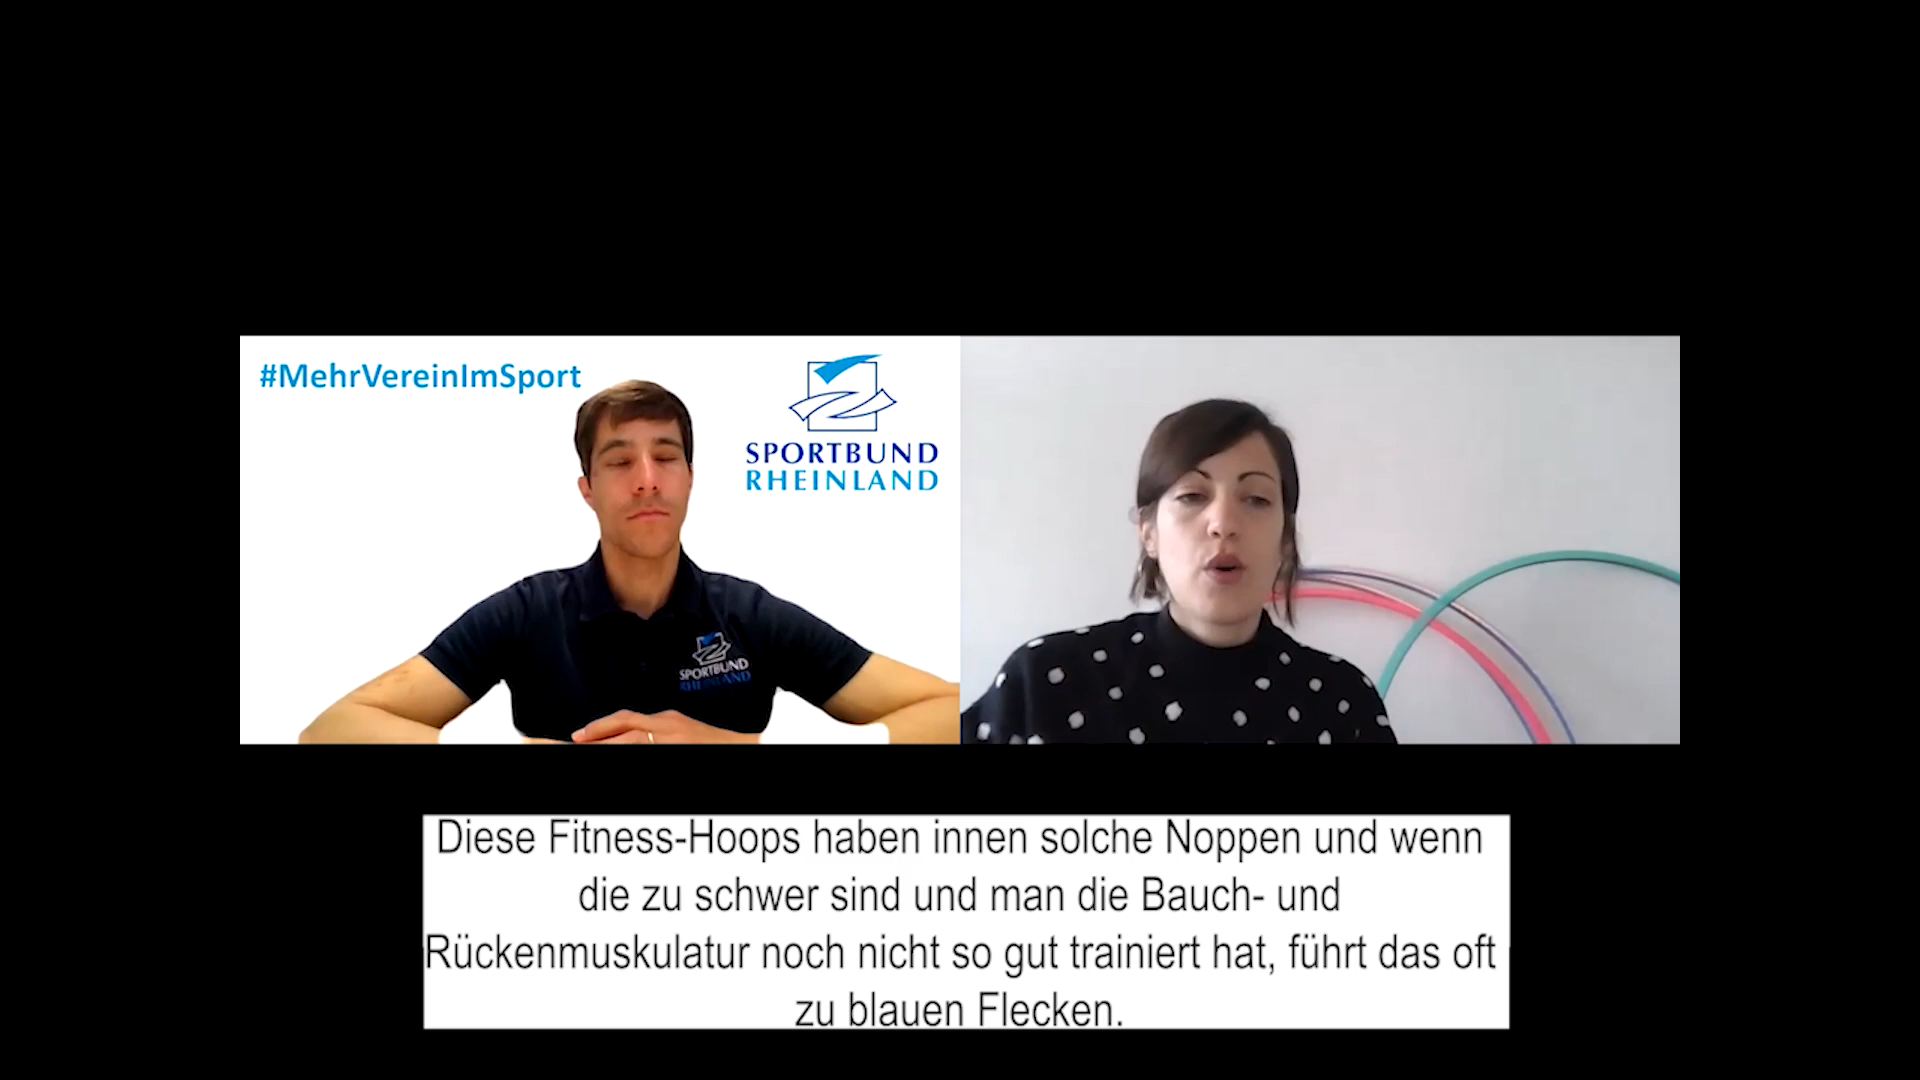 #MehrVereinImSport
SPORTBUND
RHEINLAND
SPORTBUND
RHEINLAND
Diese Fitness-Hoops haben innen solche Noppen und wenn
die zu schwer sind und man die Bauch- und
Rückenmuskulatur noch nicht so gut trainiert hat, führt das oft
zu blauen Flecken.